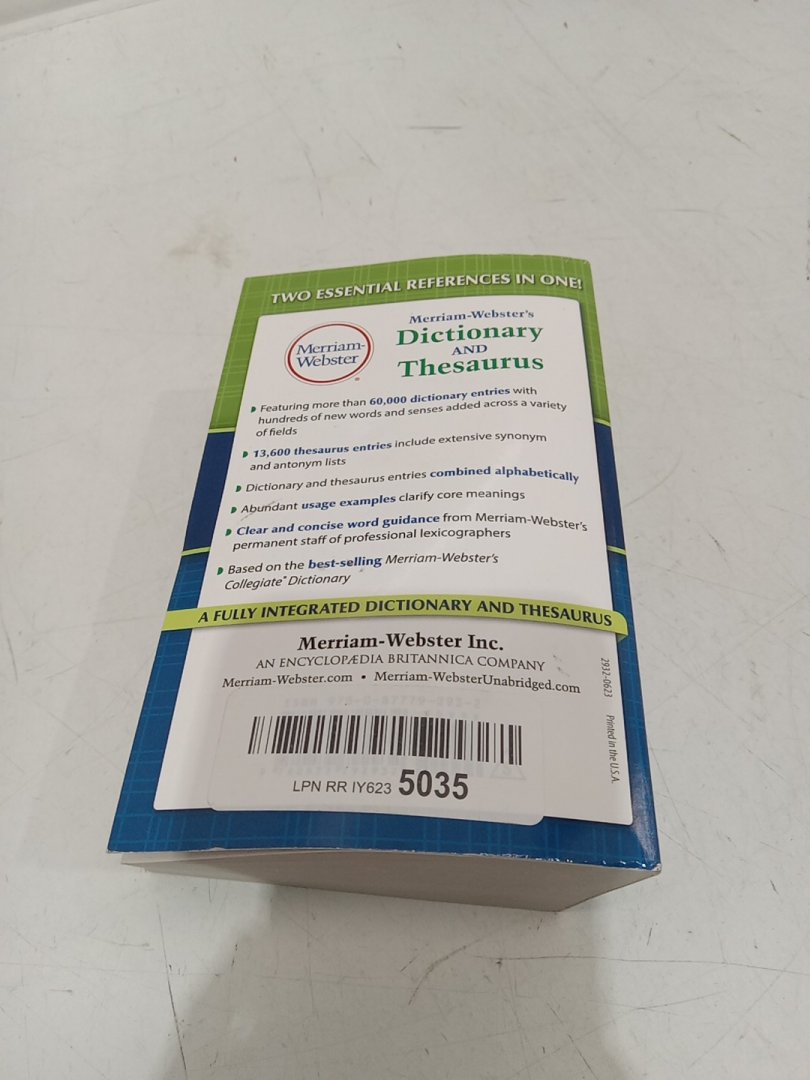 TWO ESSENTIAL REFERENCES IN ONE!
Merriam-
Webster
®
Merriam-Webster's
Dictionary
AND
Thesaurus
Featuring more than 60,000 dictionary entries with
hundreds of new words and senses added across a variety
of fields
13,600 thesaurus entries include extensive synonym
and antonym lists
Dictionary and thesaurus entries combined alphabetically
Abundant usage examples clarify core meanings
Clear and concise word guidance from Merriam-Webster's
permanent staff of professional lexicographers
Based on the best-selling Merriam-Webster's
Collegiate® Dictionary
A FULLY INTEGRATED DICTIONARY AND THESAURUS
Merriam-Webster Inc.
AN ENCYCLOPÆDIA BRITANNICA COMPANY
Merriam-Webster.com • Merriam-WebsterUnabridged.com
2932-0623 Printed in the U.S.A.
LPN RR IY623 5035